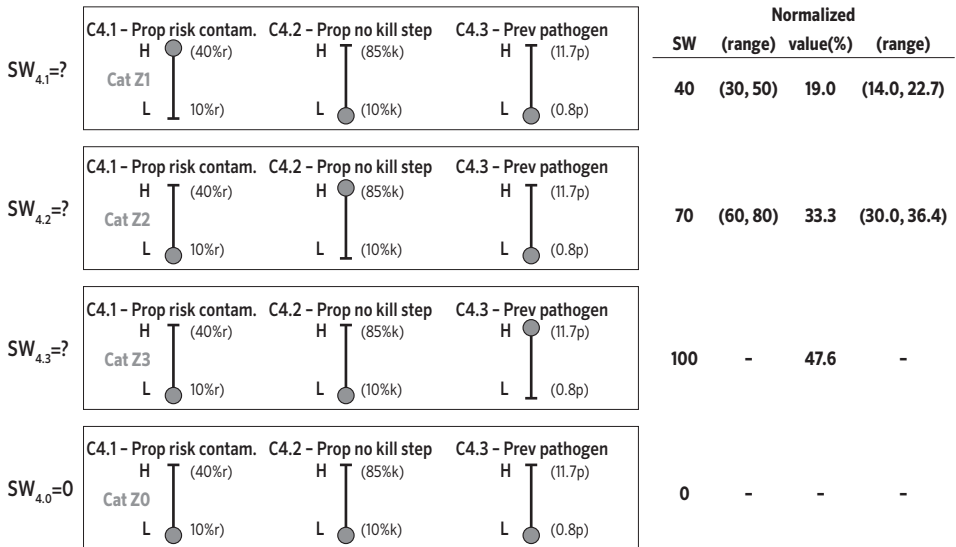 Normalized
SW (range) value(%) (range)
C4.1 – Prop risk contam. C4.2 – Prop no kill step C4.3 – Prev pathogen
H (40%r) H (85%k) H (11.7p)
SW4.1=? Cat Z1 40 (30, 50) 19.0 (14.0, 22.7)
L 10%r) L (10%k) L (0.8p)
C4.1 – Prop risk contam. C4.2 – Prop no kill step C4.3 – Prev pathogen
H (40%r) H (85%k) H (11.7p)
SW4.2=? Cat Z2 70 (60, 80) 33.3 (30.0, 36.4)
L 10%r) L (10%k) L (0.8p)
C4.1 – Prop risk contam. C4.2 – Prop no kill step C4.3 – Prev pathogen
H (40%r) H (85%k) H (11.7p)
SW4.3=? Cat Z3 100 – 47.6 –
L 10%r) L (10%k) L (0.8p)
C4.1 – Prop risk contam. C4.2 – Prop no kill step C4.3 – Prev pathogen
H (40%r) H (85%k) H (11.7p)
SW4.0=0 Cat Z0 0 – – –
L 10%r) L (10%k) L (0.8p)